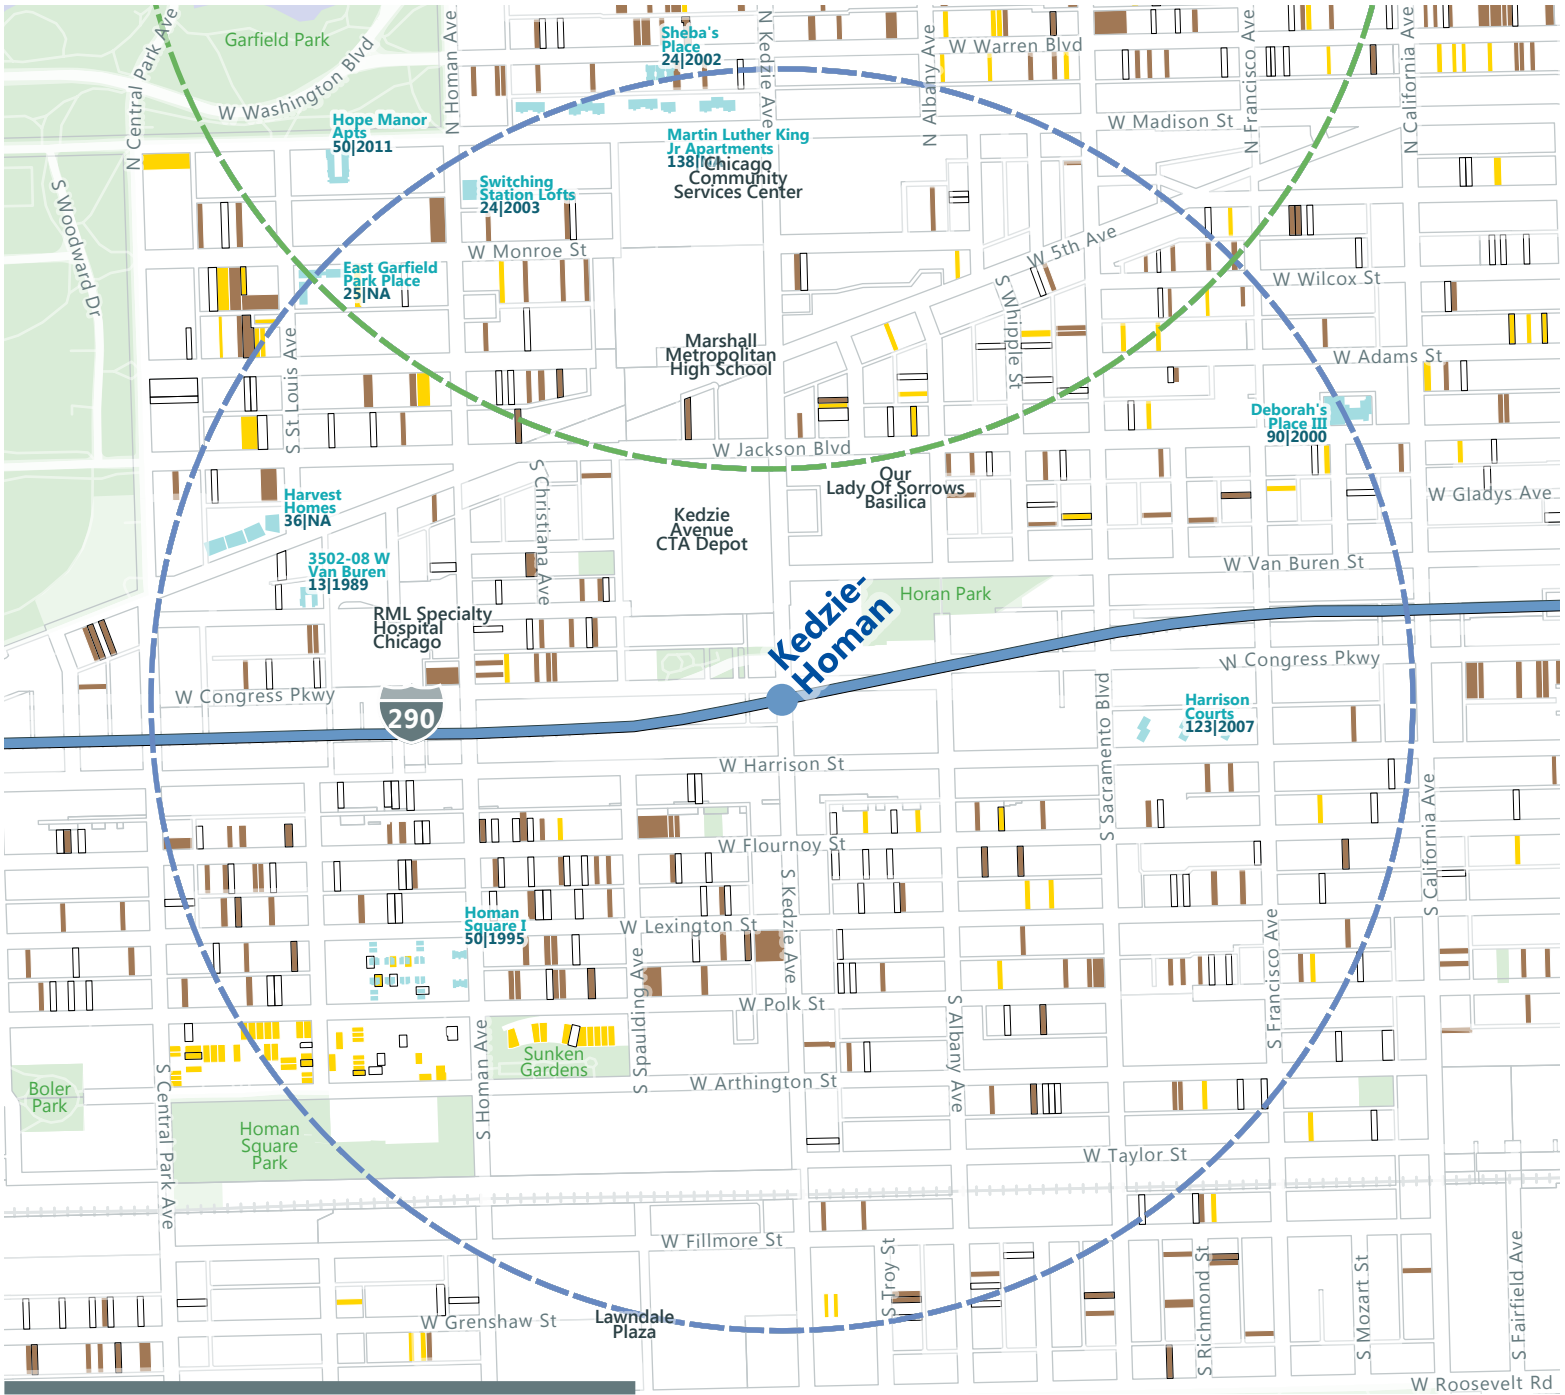 Garfield Park
W Washington Blvd
N Central Park Ave
N Homan Ave
Sheba's
Place
24|2002
N Kedzie Ave
N Albany Ave
W Warren Blvd
N Francisco Ave
N California Ave
W Madison St
Hope Manor
Apts
50|2011
Martin Luther King
Jr Apartments
138|NA
Chicago
Community
Services Center
Switching
Station Lofts
24|2003
S Woodward Dr
W Monroe St
W 5th Ave
W Wilcox St
East Garfield
Park Place
25|NA
S Whipple St
S St Louis Ave
Marshall
Metropolitan
High School
W Adams St
Deborah's
Place III
90|2000
W Jackson Blvd
Our
Lady Of Sorrows
Basilica
W Gladys Ave
S Christiana Ave
Harvest
Homes
36|NA
Kedzie
Avenue
CTA Depot
3502-08 W
Van Buren
13|1989
W Van Buren St
Horan Park
Kedzie-
Homan
RML Specialty
Hospital
Chicago
W Congress Pkwy
W Congress Pkwy
290
S Sacramento Blvd
Harrison
Courts
123|2007
W Harrison St
S California Ave
W Flournoy St
S Kedzie Ave
Homan
Square I
50|1995
W Lexington St
S Spaulding Ave
S Francisco Ave
W Polk St
S Albany Ave
S Homan Ave
Sunken
Gardens
Boler
Park
W Arthington St
S Central Park Ave
Homan
Square
Park
W Taylor St
W Fillmore St
S Troy St
S Richmond St
S Mozart St
S Fairfield Ave
W Grenshaw St
Lawndale
Plaza
W Roosevelt Rd